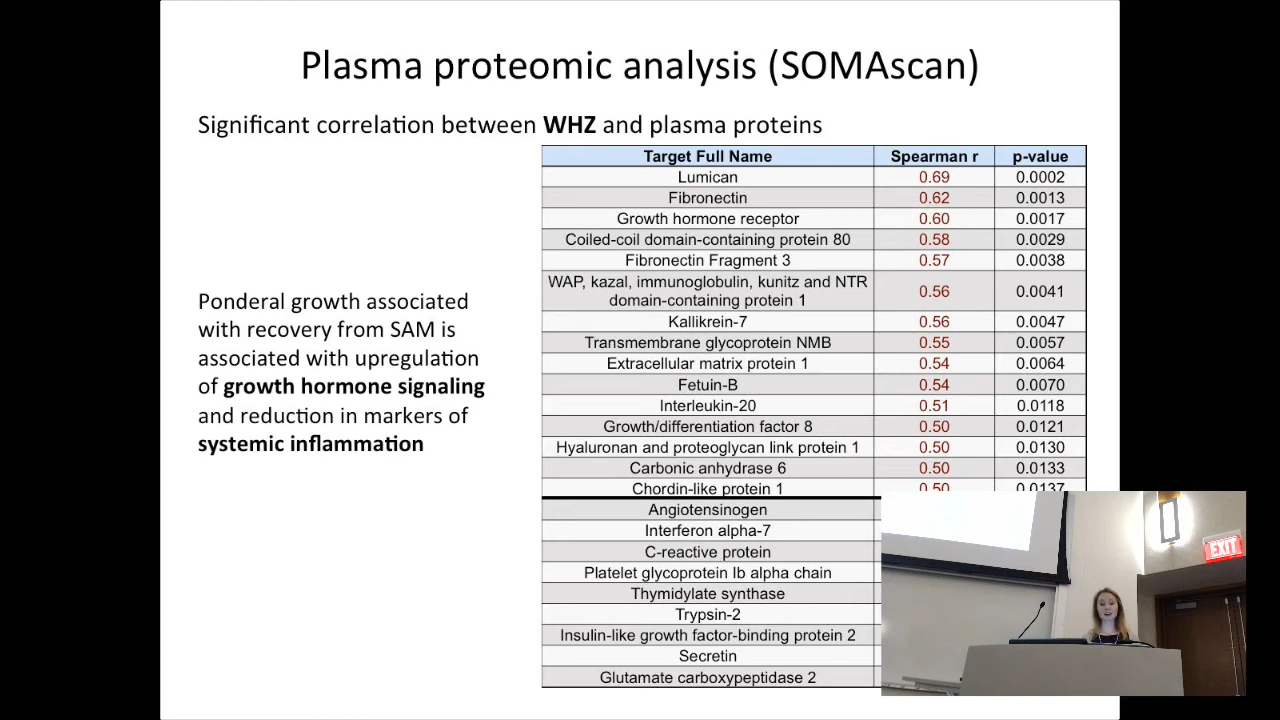 Plasma proteomic analysis (SOMAscan)
Significant correlation between WHZ and plasma proteins
Ponderal growth associated
with recovery from SAM is
associated with upregulation
of growth hormone signaling
and reduction in markers of
systemic inflammation
Target Full Name Spearman r p-value
Lumican 0.69 0.0002
Fibronectin 0.62 0.0013
Growth hormone receptor 0.60 0.0017
Coiled-coil domain-containing protein 80 0.58 0.0029
Fibronectin Fragment 3 0.57 0.0038
WAP, kazal, immunoglobulin, kunitz and NTR
domain-containing protein 1 0.56 0.0041
Kallikrein-7 0.56 0.0047
Transmembrane glycoprotein NMB 0.55 0.0057
Extracellular matrix protein 1 0.54 0.0064
Fetuin-B 0.54 0.0070
Interleukin-20 0.51 0.0118
Growth/differentiation factor 8 0.50 0.0121
Hyaluronan and proteoglycan link protein 1 0.50 0.0130
Carbonic anhydrase 6 0.50 0.0133
Chordin-like protein 1 0.50 0.0137
Angiotensinogen
Interferon alpha-7
C-reactive protein
Platelet glycoprotein Ib alpha chain
Thymidylate synthase
Trypsin-2
Insulin-like growth factor-binding protein 2
Secretin
Glutamate carboxypeptidase 2
EXIT